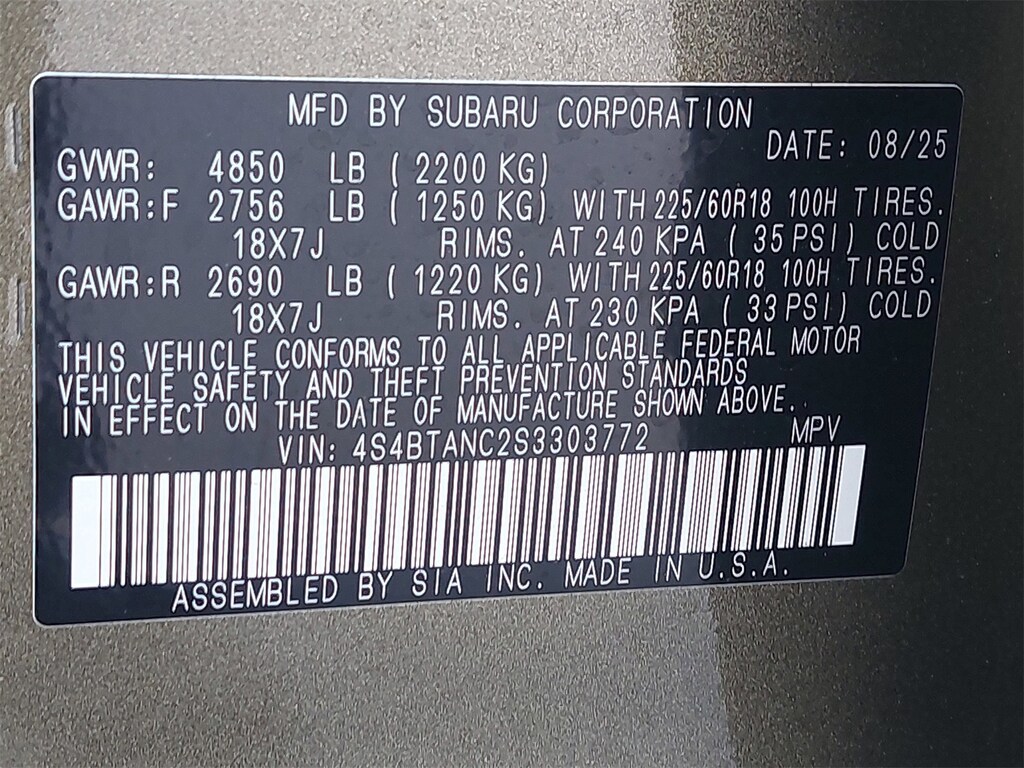 MFD BY SUBARU CORPORATION
DATE: 08/25
GVWR: 4850 LB ( 2200 KG)
GAWR:F 2756 LB ( 1250 KG) WITH 225/60R18 100H TIRES.
18X7J RIMS. AT 240 KPA ( 35 PSI) COLD
GAWR:R 2690 LB ( 1220 KG) WITH 225/60R18 100H TIRES.
18X7J RIMS. AT 230 KPA ( 33 PSI) COLD
THIS VEHICLE CONFORMS TO ALL APPLICABLE FEDERAL MOTOR
VEHICLE SAFETY AND THEFT PREVENTION STANDARDS
IN EFFECT ON THE DATE OF MANUFACTURE SHOWN ABOVE.
VIN: 4S4BTANC2S3303772 MPV
ASSEMBLED BY SIA INC. MADE IN U.S.A.